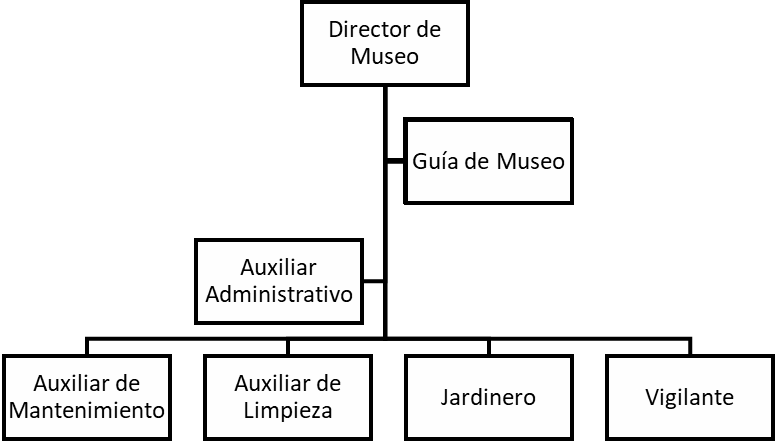 Director de
Museo
Guía de Museo
Auxiliar
Administrativo
Auxiliar de
Mantenimiento
Auxiliar de
Limpieza
Jardinero
Vigilante